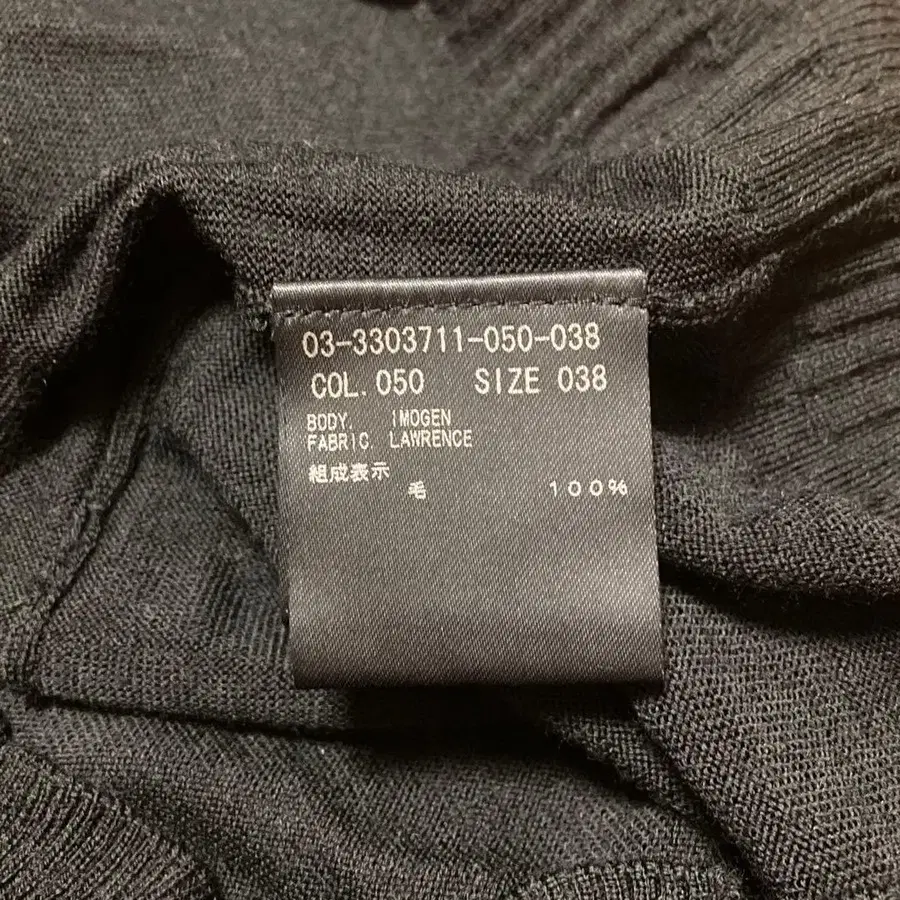 03-3303711-050-038
COL. 050 SIZE 038
BODY. IMOGEN
FABRIC LAWRENCE
組成表示
毛 100%